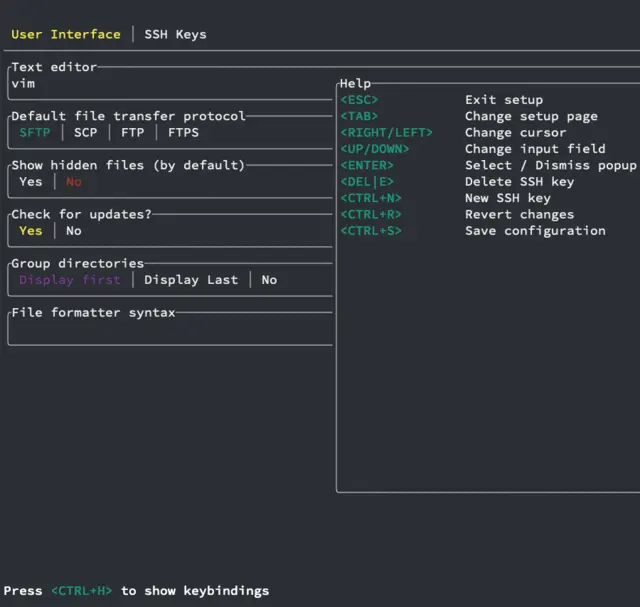 User Interface │ SSH Keys
Text editor
vim
Default file transfer protocol
SFTP │ SCP │ FTP │ FTPS
Show hidden files (by default)
Yes │ No
Check for updates?
Yes │ No
Group directories
Display first │ Display Last │ No
File formatter syntax
Help
<ESC> Exit setup
<TAB> Change setup page
<RIGHT/LEFT> Change cursor
<UP/DOWN> Change input field
<ENTER> Select / Dismiss popup
<DEL|E> Delete SSH key
<CTRL+N> New SSH key
<CTRL+R> Revert changes
<CTRL+S> Save configuration
Press <CTRL+H> to show keybindings